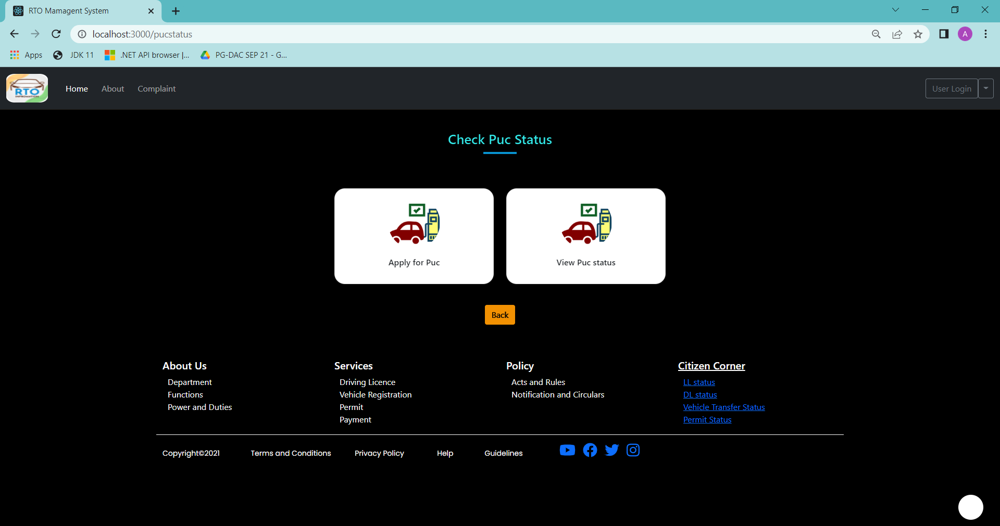 RTO Mamagent System
localhost:3000/pucstatus
A
Apps JDK 11 .NET API browser |... PG-DAC SEP 21 - G...
RTO
Home About Complaint User Login
Check Puc Status
Apply for Puc View Puc status
Back
About Us Services Policy Citizen Corner
Department Driving Licence Acts and Rules LL status
Functions Vehicle Registration Notification and Circulars DL status
Power and Duties Permit Vehicle Transfer Status
Payment Permit Status
Copyright©2021 Terms and Conditions Privacy Policy Help Guidelines